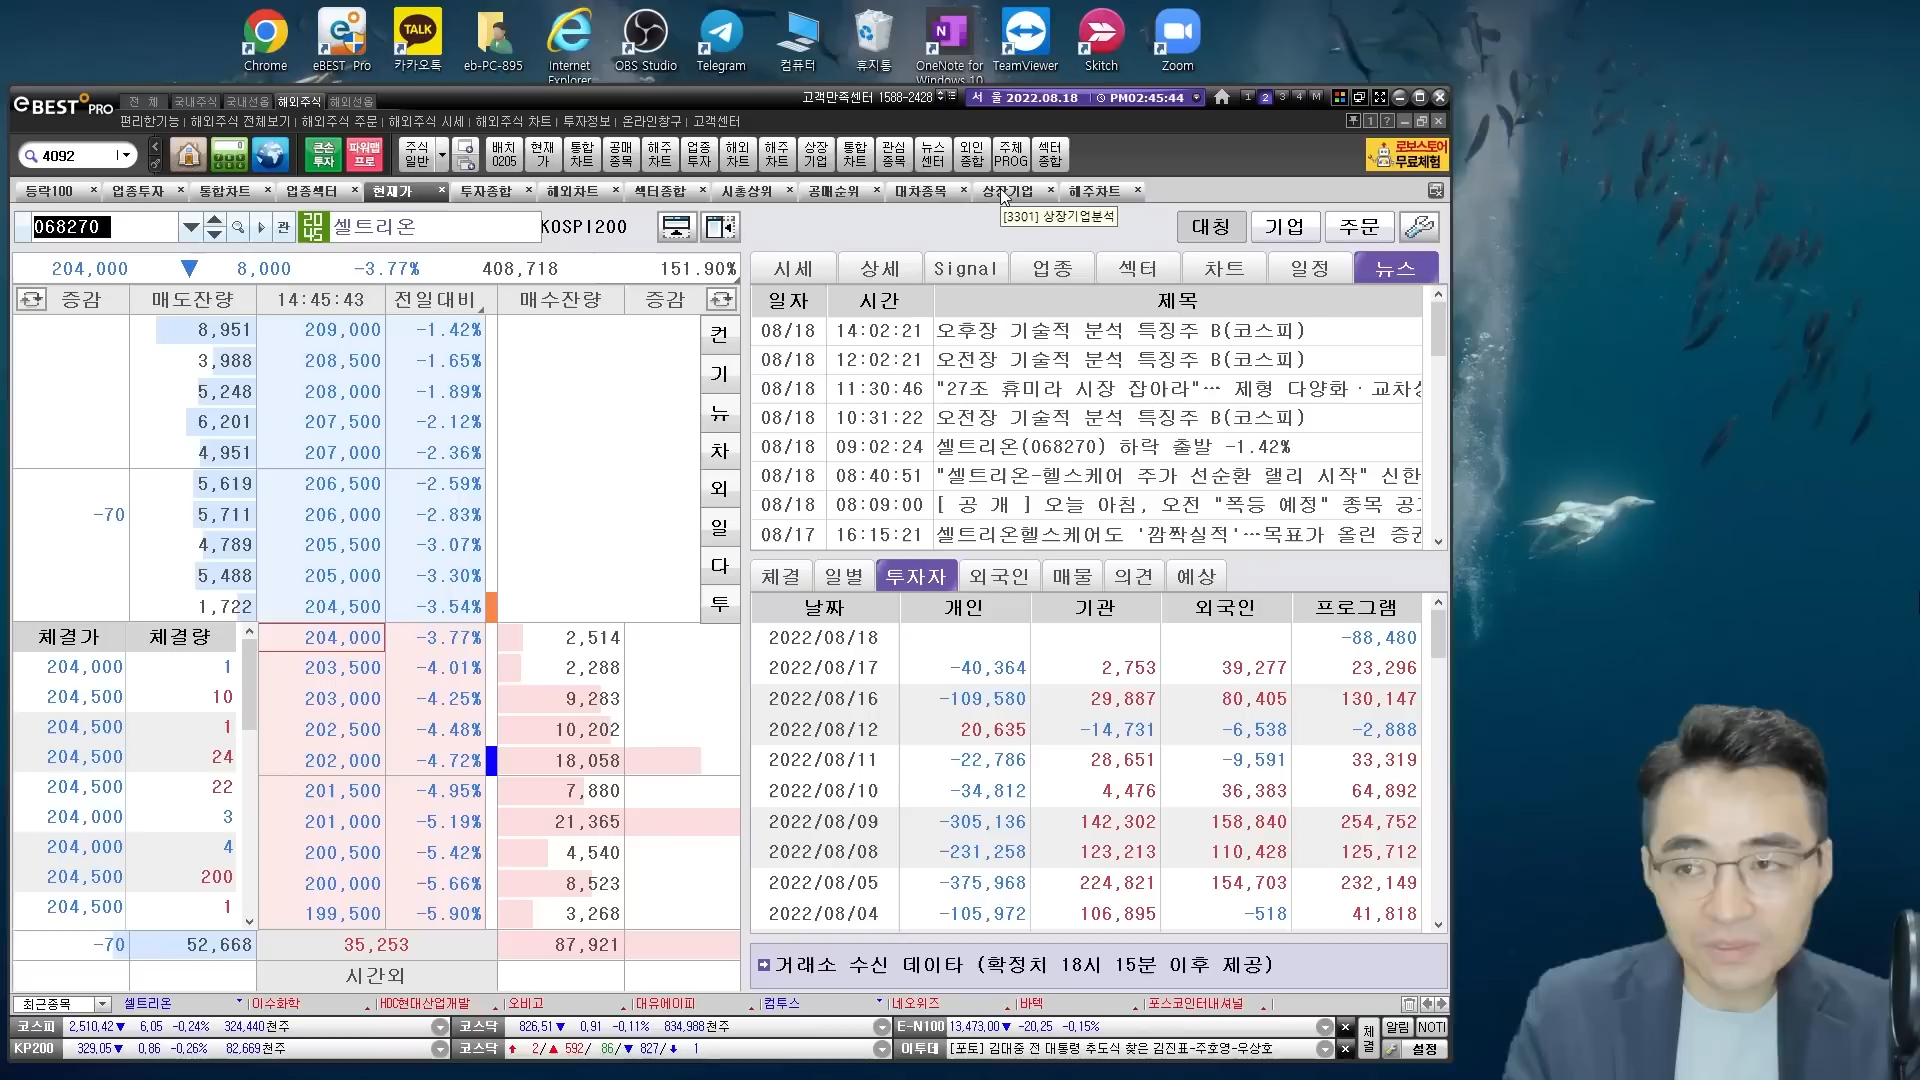 TALK
Chrome
eBEST Pro
카카오톡
eb-PC-895
Internet Explorer
OBS Studio
Telegram
컴퓨터
휴지통
OneNote for Windows 10
TeamViewer
Skitch
Zoom
eBEST PRO 전 체 국내주식 국내선옵 해외주식 해외선옵
고객만족센터 1588-2428 서 울 2022.08.18 PM02:45:44 1 2 3 4 M
편리한기능 | 해외주식 전체보기 | 해외주식 주문 | 해외주식 시세 | 해외주식 차트 | 투자정보 | 온라인창구 | 고객센터
4092
큰손 투자 파워맵 프로 주식 일반 배치 0205 현재 가 통합 차트 공매 종목 해주 차트 업종 투자 해외 차트 해주 차트 상장 기업 통합 차트 관심 종목 뉴스 센터 외인 종합 주체 PROG 섹터 종합
로보스토어 무료체험
등락100 × 업종투자 × 통합차트 × 업종섹터 × 현재가 × 투자종합 × 해외차트 × 섹터종합 × 시총상위 × 공매순위 × 대차종목 × 상장기업 × 해주차트 ×
[3301] 상장기업분석
068270 관 20 45 셀트리온 KOSPI200 대칭 기업 주문
204,000 ▼ 8,000 -3.77% 408,718 151.90%
증감 매도잔량 14:45:43 전일대비 매수잔량 증감
8,951 209,000 -1.42%
3,988 208,500 -1.65%
5,248 208,000 -1.89%
6,201 207,500 -2.12%
4,951 207,000 -2.36%
5,619 206,500 -2.59%
-70 5,711 206,000 -2.83%
4,789 205,500 -3.07%
5,488 205,000 -3.30%
1,722 204,500 -3.54%
컨
기
뉴
차
외
일
다
투
체결가 체결량
204,000 1
204,500 10
204,500 1
204,500 24
204,500 22
204,000 3
204,000 4
204,500 200
204,500 1
204,000 -3.77% 2,514
203,500 -4.01% 2,288
203,000 -4.25% 9,283
202,500 -4.48% 10,202
202,000 -4.72% 18,058
201,500 -4.95% 7,880
201,000 -5.19% 21,365
200,500 -5.42% 4,540
200,000 -5.66% 8,523
199,500 -5.90% 3,268
-70 52,668 35,253 87,921
시간외
시세 상세 Signal 업종 섹터 차트 일정 뉴스
일자 시간 제목
08/18 14:02:21 오후장 기술적 분석 특징주 B(코스피)
08/18 12:02:21 오전장 기술적 분석 특징주 B(코스피)
08/18 11:30:46 "27조 휴미라 시장 잡아라"… 제형 다양화·교차
08/18 10:31:22 오전장 기술적 분석 특징주 B(코스피)
08/18 09:02:24 셀트리온(068270) 하락 출발 -1.42%
08/18 08:40:51 "셀트리온-헬스케어 주가 선순환 랠리 시작" 신한
08/18 08:09:00 [ 공 개 ] 오늘 아침, 오전 "폭등 예정" 종목 공
08/17 16:15:21 셀트리온헬스케어도 '깜짝실적'…목표가 올린 증권
체결 일별 투자자 외국인 매물 의견 예상
날짜 개인 기관 외국인 프로그램
2022/08/18 -88,480
2022/08/17 -40,364 2,753 39,277 23,296
2022/08/16 -109,580 29,887 80,405 130,147
2022/08/12 20,635 -14,731 -6,538 -2,888
2022/08/11 -22,786 28,651 -9,591 33,319
2022/08/10 -34,812 4,476 36,383 64,892
2022/08/09 -305,136 142,302 158,840 254,752
2022/08/08 -231,258 123,213 110,428 125,712
2022/08/05 -375,968 224,821 154,703 232,149
2022/08/04 -105,972 106,895 -518 41,818
거래소 수신 데이타 (확정치 18시 15분 이후 제공)
최근종목 셀트리온 이수화학 HDC현대산업개발 오비고 대유에이피 컴투스 네오위즈 바텍 포스코인터내셔널
코스피 2,510,42▼ 6,05 -0,24% 324,440천주 코스닥 826,51▼ 0,91 -0,11% 834,988천주 E-N100 13,473,00▼ -20,25 -0,15% 체결 알림 NOTI
KP200 329,05▼ 0,86 -0,26% 82,669천주 코스닥 ↑ 2/▲ 592/ 86/▼ 827/↓ 1 이투데 [포토] 김대중 전 대통령 추도식 찾은 김진표-주호영-우상호 설정